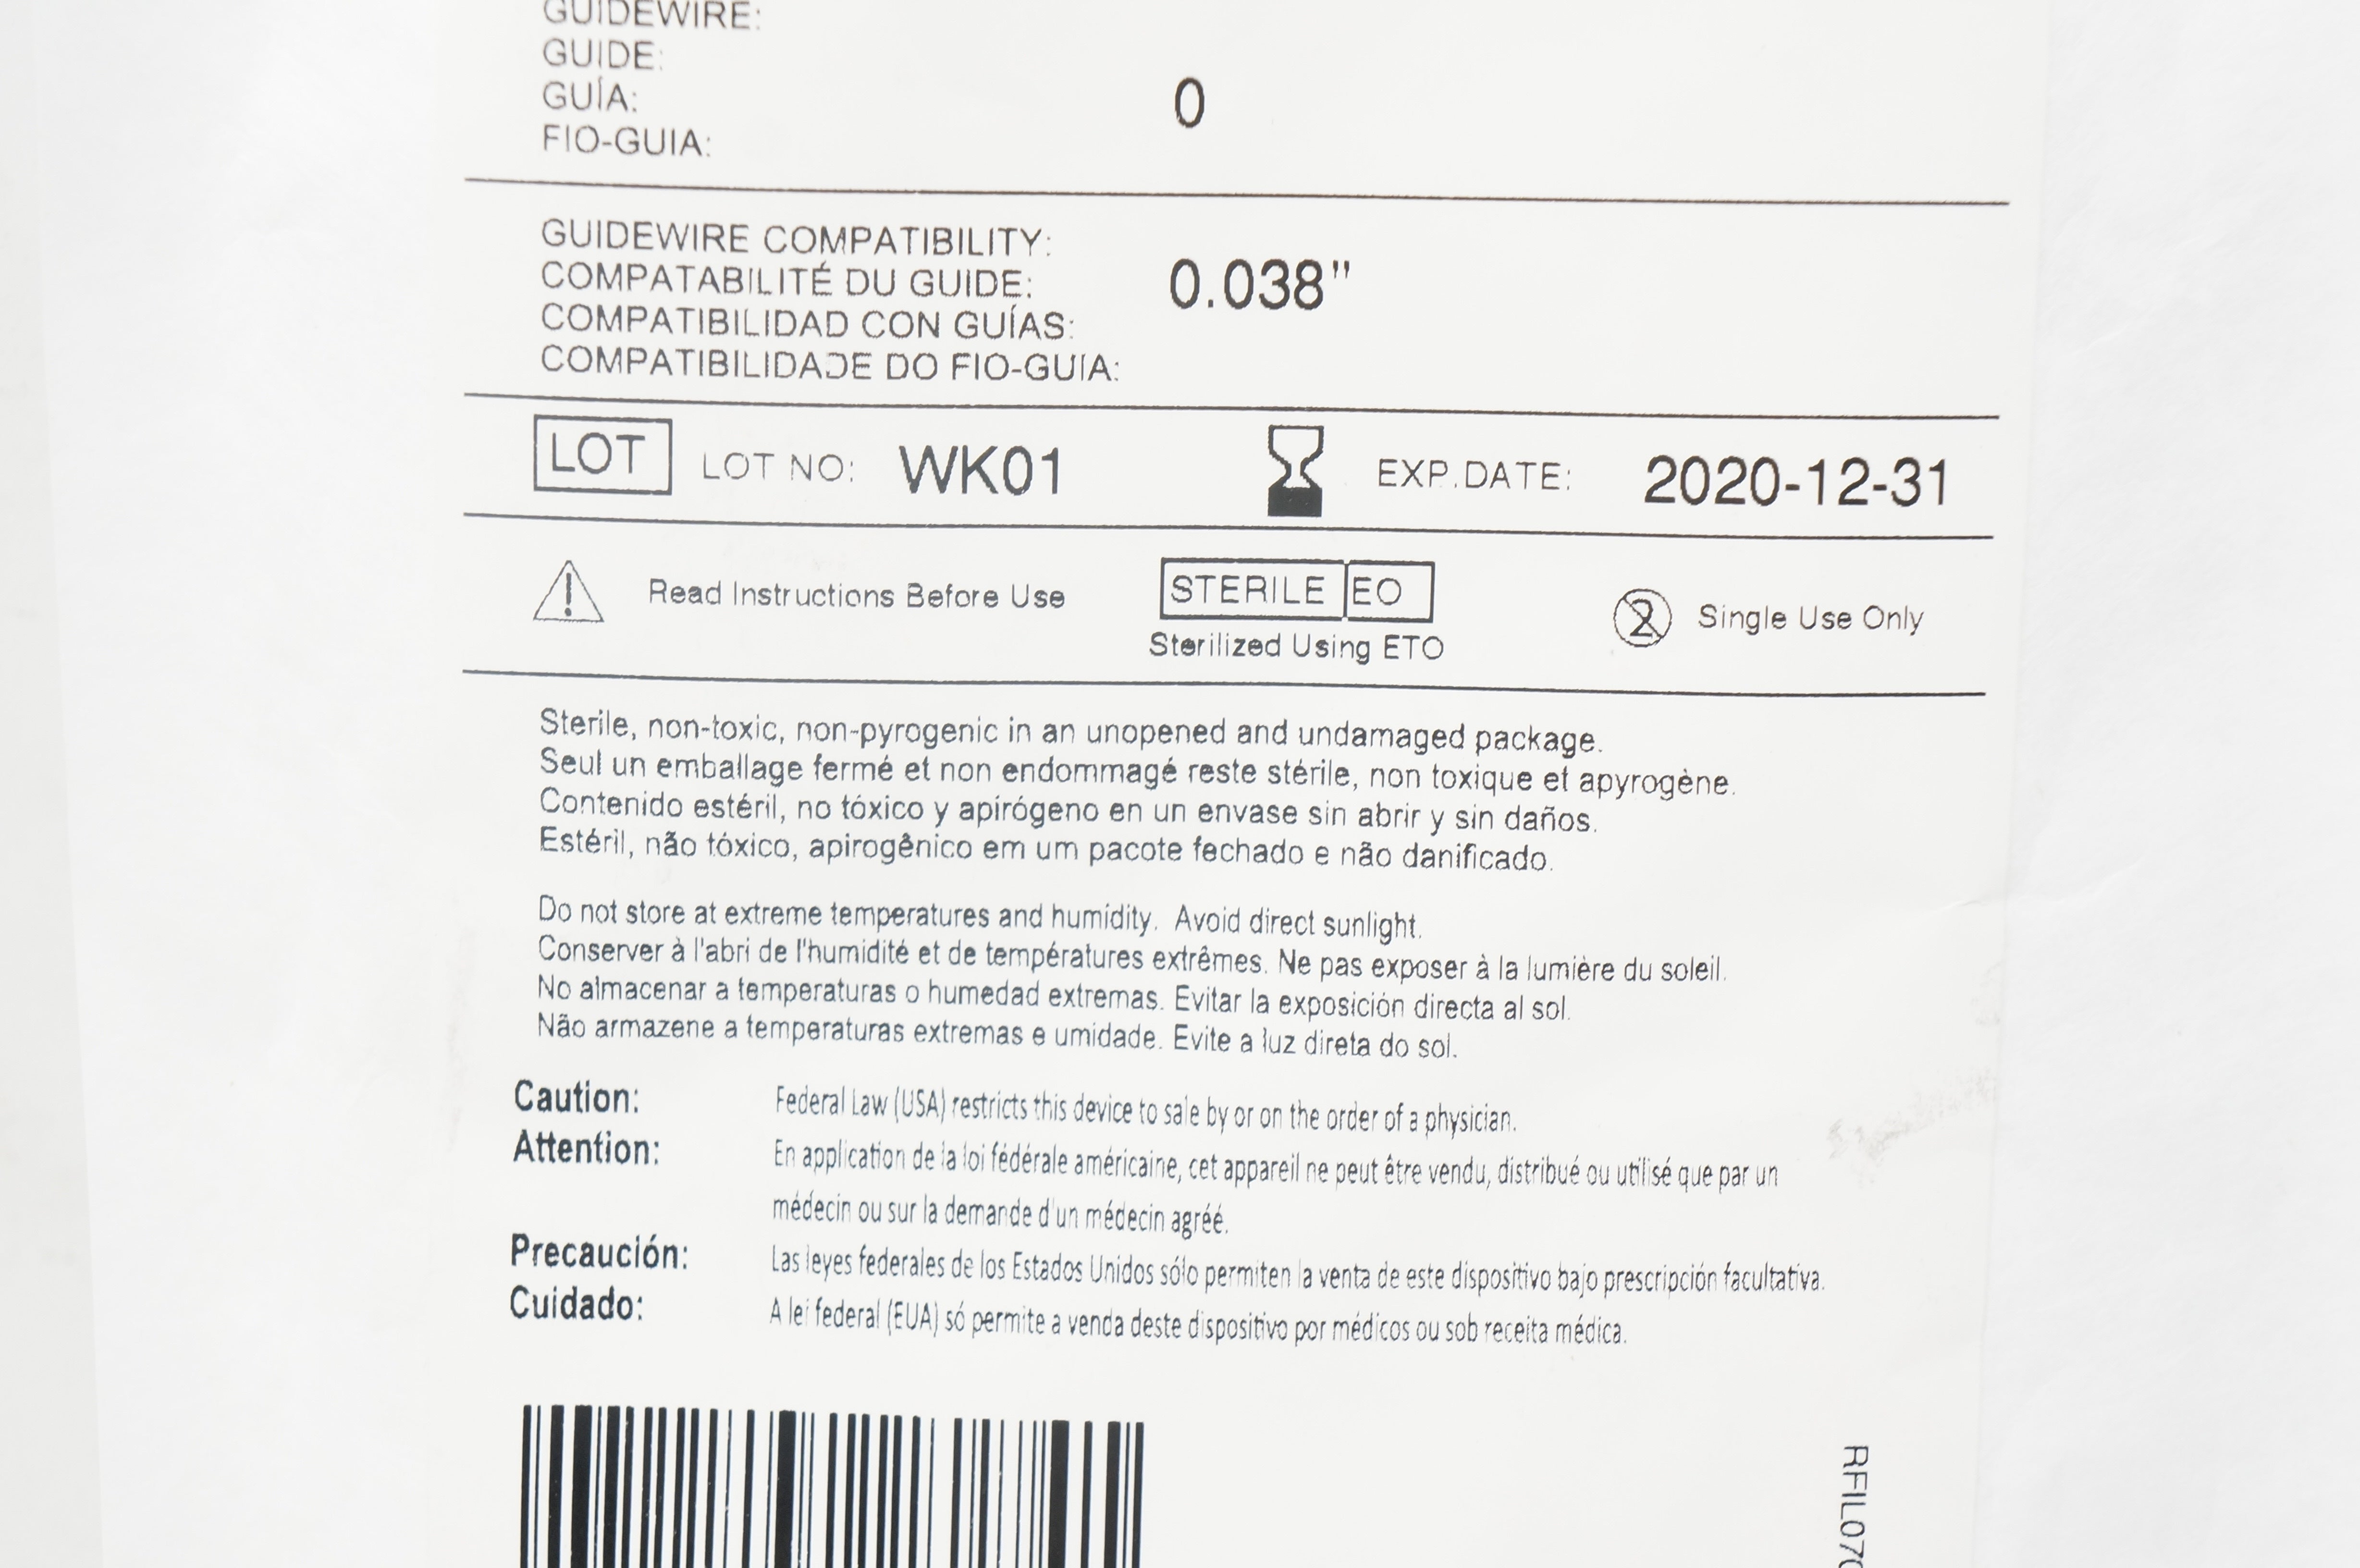 GUIDEWIRE:
GUIDE:
GUÍA:
FIO-GUIA:
0
GUIDEWIRE COMPATIBILITY:
COMPATABILITÉ DU GUIDE:
COMPATIBILIDAD CON GUÍAS:
COMPATIBILIDADE DO FIO-GUIA:
0.038"
LOT LOT NO: WK01 EXP.DATE: 2020-12-31
Read Instructions Before Use
STERILE EO
Sterilized Using ETO
2 Single Use Only
Sterile, non-toxic, non-pyrogenic in an unopened and undamaged package.
Seul un emballage fermé et non endommagé reste stérile, non toxique et apyrogène.
Contenido estéril, no tóxico y apirógeno en un envase sin abrir y sin daños.
Estéril, não tóxico, apirogênico em um pacote fechado e não danificado.
Do not store at extreme temperatures and humidity. Avoid direct sunlight.
Conserver à l'abri de l'humidité et de températures extrêmes. Ne pas exposer à la lumière du soleil.
No almacenar a temperaturas o humedad extremas. Evitar la exposición directa al sol.
Não armazene a temperaturas extremas e umidade. Evite a luz direta do sol.
Caution: Federal Law (USA) restricts this device to sale by or on the order of a physician.
Attention: En application de la loi fédérale américaine, cet appareil ne peut être vendu, distribué ou utilisé que par un
médecin ou sur la demande d'un médecin agréé.
Precaución: Las leyes federales de los Estados Unidos sólo permiten la venta de este dispositivo bajo prescripción facultativa.
Cuidado: A lei federal (EUA) só permite a venda deste dispositivo por médicos ou sob receita médica.
RFIL070